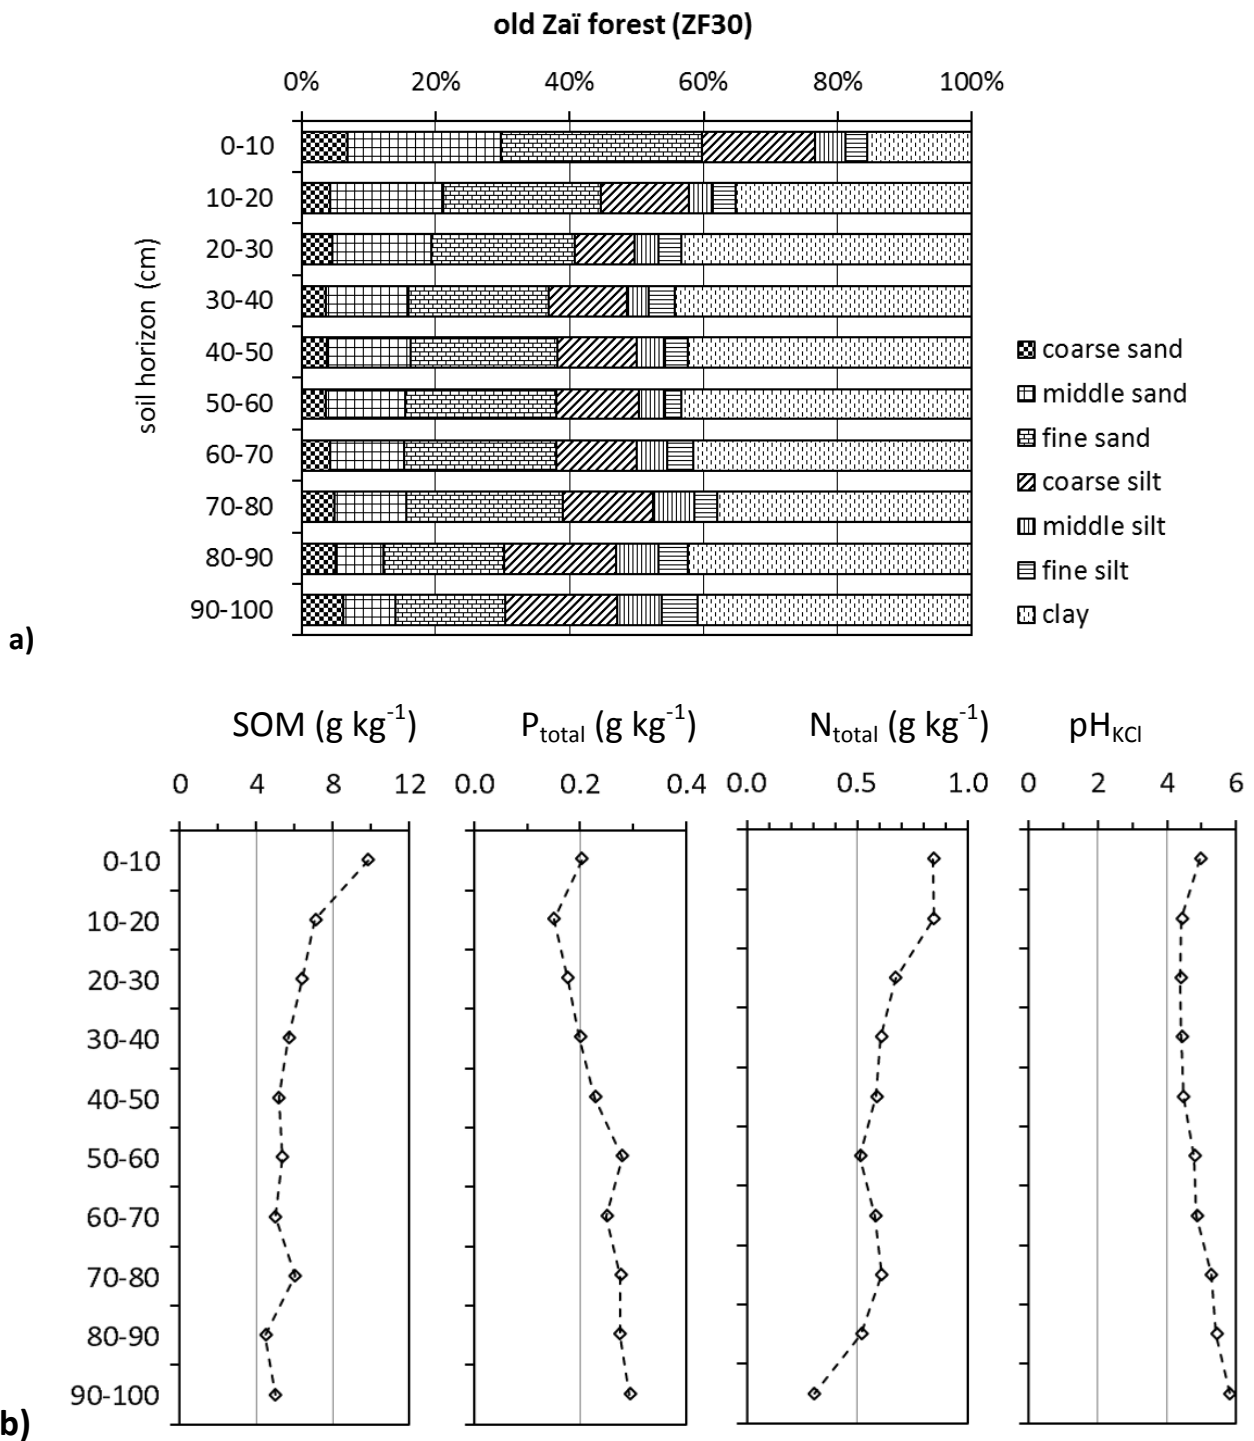 old Zaï forest (ZF30)
0% 20% 40% 60% 80% 100%
soil horizon (cm)
0-10
10-20
20-30
30-40
40-50
50-60
60-70
70-80
80-90
90-100
coarse sand
middle sand
fine sand
coarse silt
middle silt
fine silt
clay
a)
SOM (g kg⁻¹) P_total (g kg⁻¹) N_total (g kg⁻¹) pH_KCl
0 4 8 12 0.0 0.2 0.4 0.0 0.5 1.0 0 2 4 6
0-10
10-20
20-30
30-40
40-50
50-60
60-70
70-80
80-90
90-100
b)